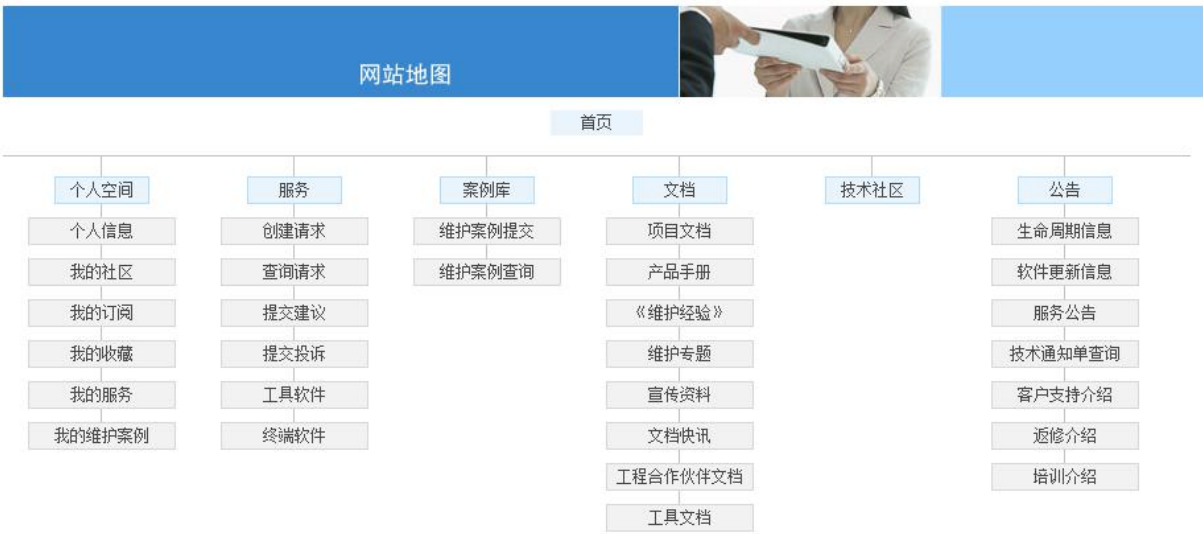 网站地图
首页
个人空间 服务 案例库 文档 技术社区 公告
个人信息 创建请求 维护案例提交 项目文档 生命周期信息
我的社区 查询请求 维护案例查询 产品手册 软件更新信息
我的订阅 提交建议 《维护经验》 服务公告
我的收藏 提交投诉 维护专题 技术通知单查询
我的服务 工具软件 宣传资料 客户支持介绍
我的维护案例 终端软件 文档快讯 返修介绍
工程合作伙伴文档 培训介绍
工具文档